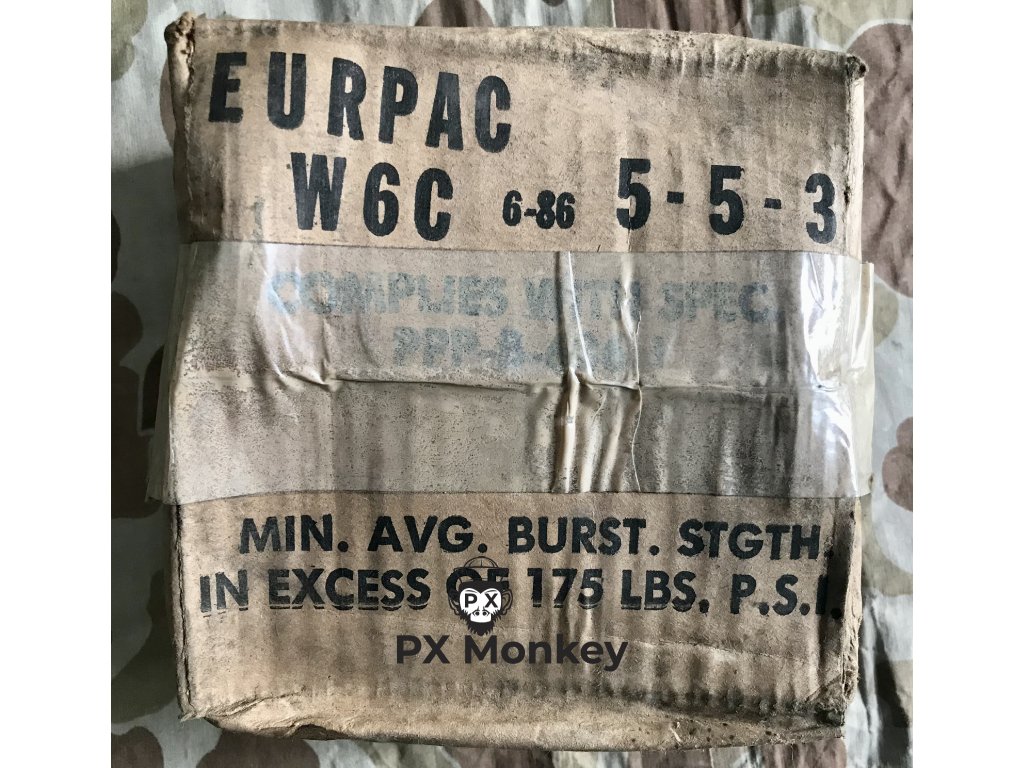 EURPAC
W6C 6-86 5-5-3
COMPLIES WITH SPEC.
MIN. AVG. BURST. STGTH.
IN EXCESS OF 175 LBS. P.S.I.
PX
PX Monkey